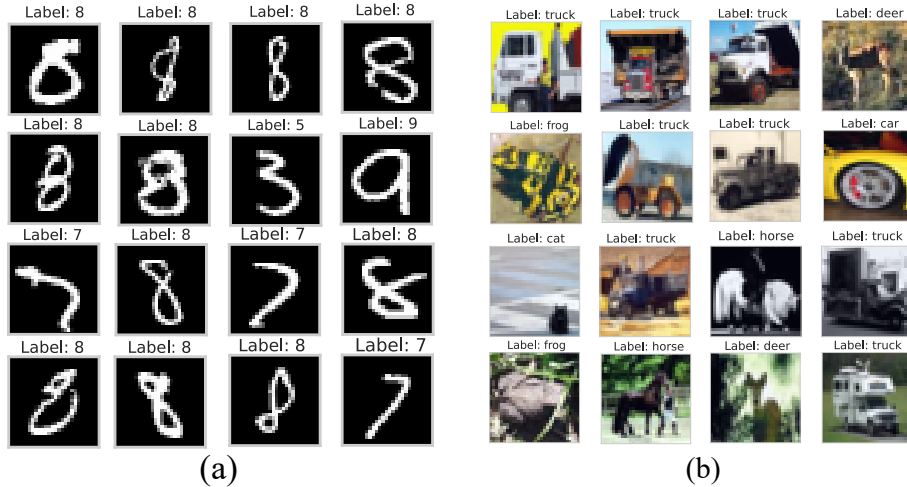 Label: 8 Label: 8 Label: 8 Label: 8
Label: 8 Label: 8 Label: 5 Label: 9
Label: 7 Label: 8 Label: 7 Label: 8
Label: 8 Label: 8 Label: 8 Label: 7
(a)
Label: truck Label: truck Label: truck Label: deer
Label: frog Label: truck Label: truck Label: car
Label: cat Label: truck Label: horse Label: truck
Label: frog Label: horse Label: deer Label: truck
(b)